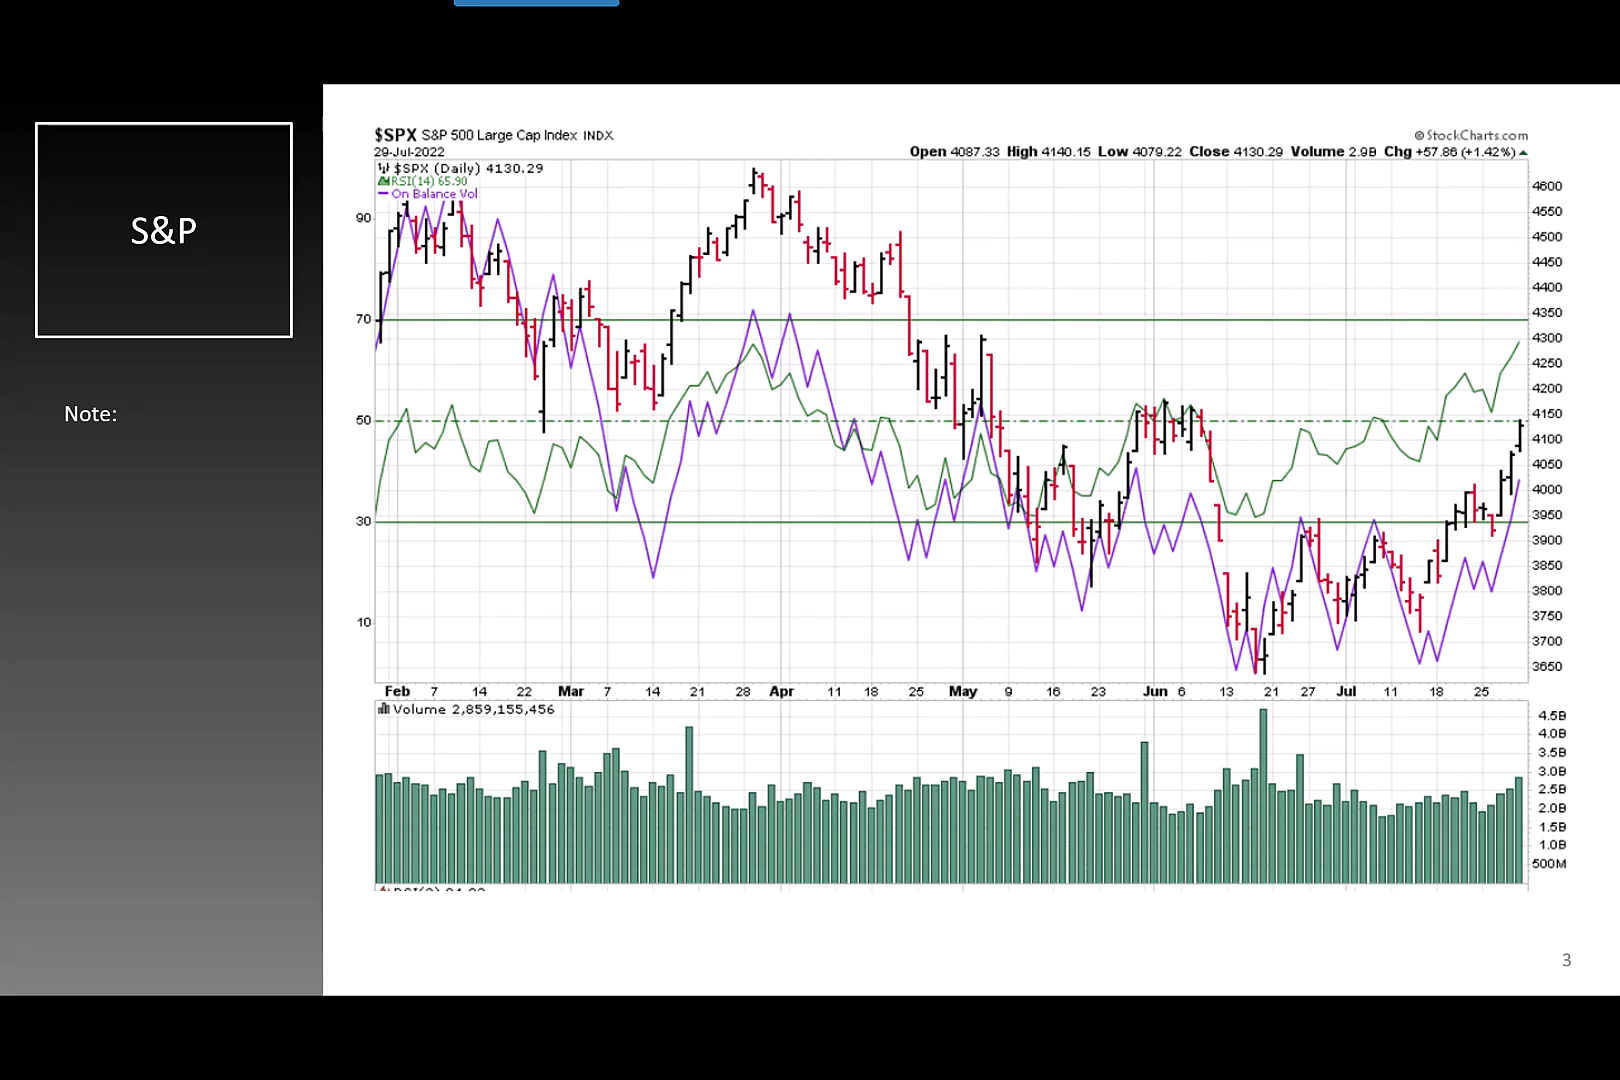 S&P
Note:
$SPX S&P 500 Large Cap Index INDX
© StockCharts.com
29-Jul-2022
Open 4087.33 High 4140.15 Low 4079.22 Close 4130.29 Volume 2.9B Chg +57.86 (+1.42%)
$SPX (Daily) 4130.29
RSI(14) 65.90
On Balance Vol
90
70
50
30
10
4600
4550
4500
4450
4400
4350
4300
4250
4200
4150
4100
4050
4000
3950
3900
3850
3800
3750
3700
3650
Feb 7 14 22 Mar 7 14 21 28 Apr 11 18 25 May 9 16 23 Jun 6 13 21 27 Jul 11 18 25
Volume 2,859,155,456
4.5B
4.0B
3.5B
3.0B
2.5B
2.0B
1.5B
1.0B
500M
3